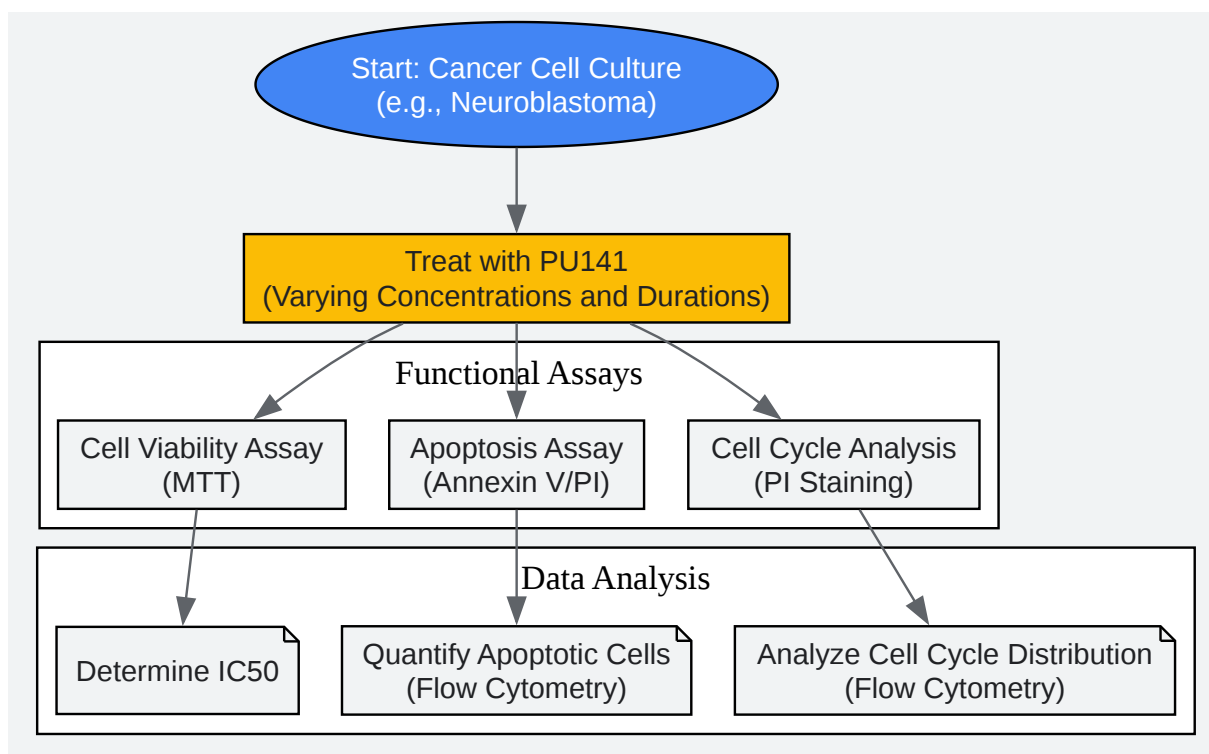 Start: Cancer Cell Culture
(e.g., Neuroblastoma)
Treat with PU141
(Varying Concentrations and Durations)
Functional Assays
Cell Viability Assay
(MTT)
Apoptosis Assay
(Annexin V/PI)
Cell Cycle Analysis
(PI Staining)
Data Analysis
Determine IC50
Quantify Apoptotic Cells
(Flow Cytometry)
Analyze Cell Cycle Distribution
(Flow Cytometry)